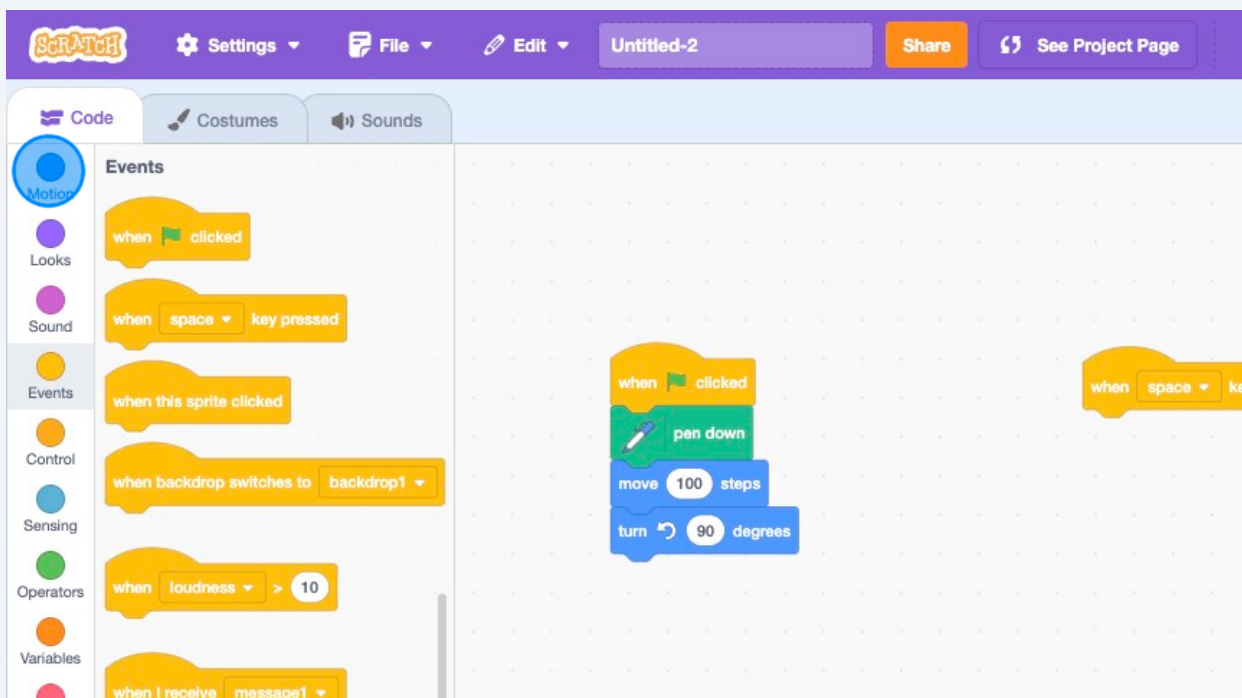 SCRATCH Settings File Edit Untitled-2 Share See Project Page
Code Costumes Sounds
Motion
Looks
Sound
Events
Control
Sensing
Operators
Variables
Events
when clicked
when space key pressed
when this sprite clicked
when backdrop switches to backdrop1
when loudness > 10
when I receive message1
when clicked
pen down
move 100 steps
turn 90 degrees
when space